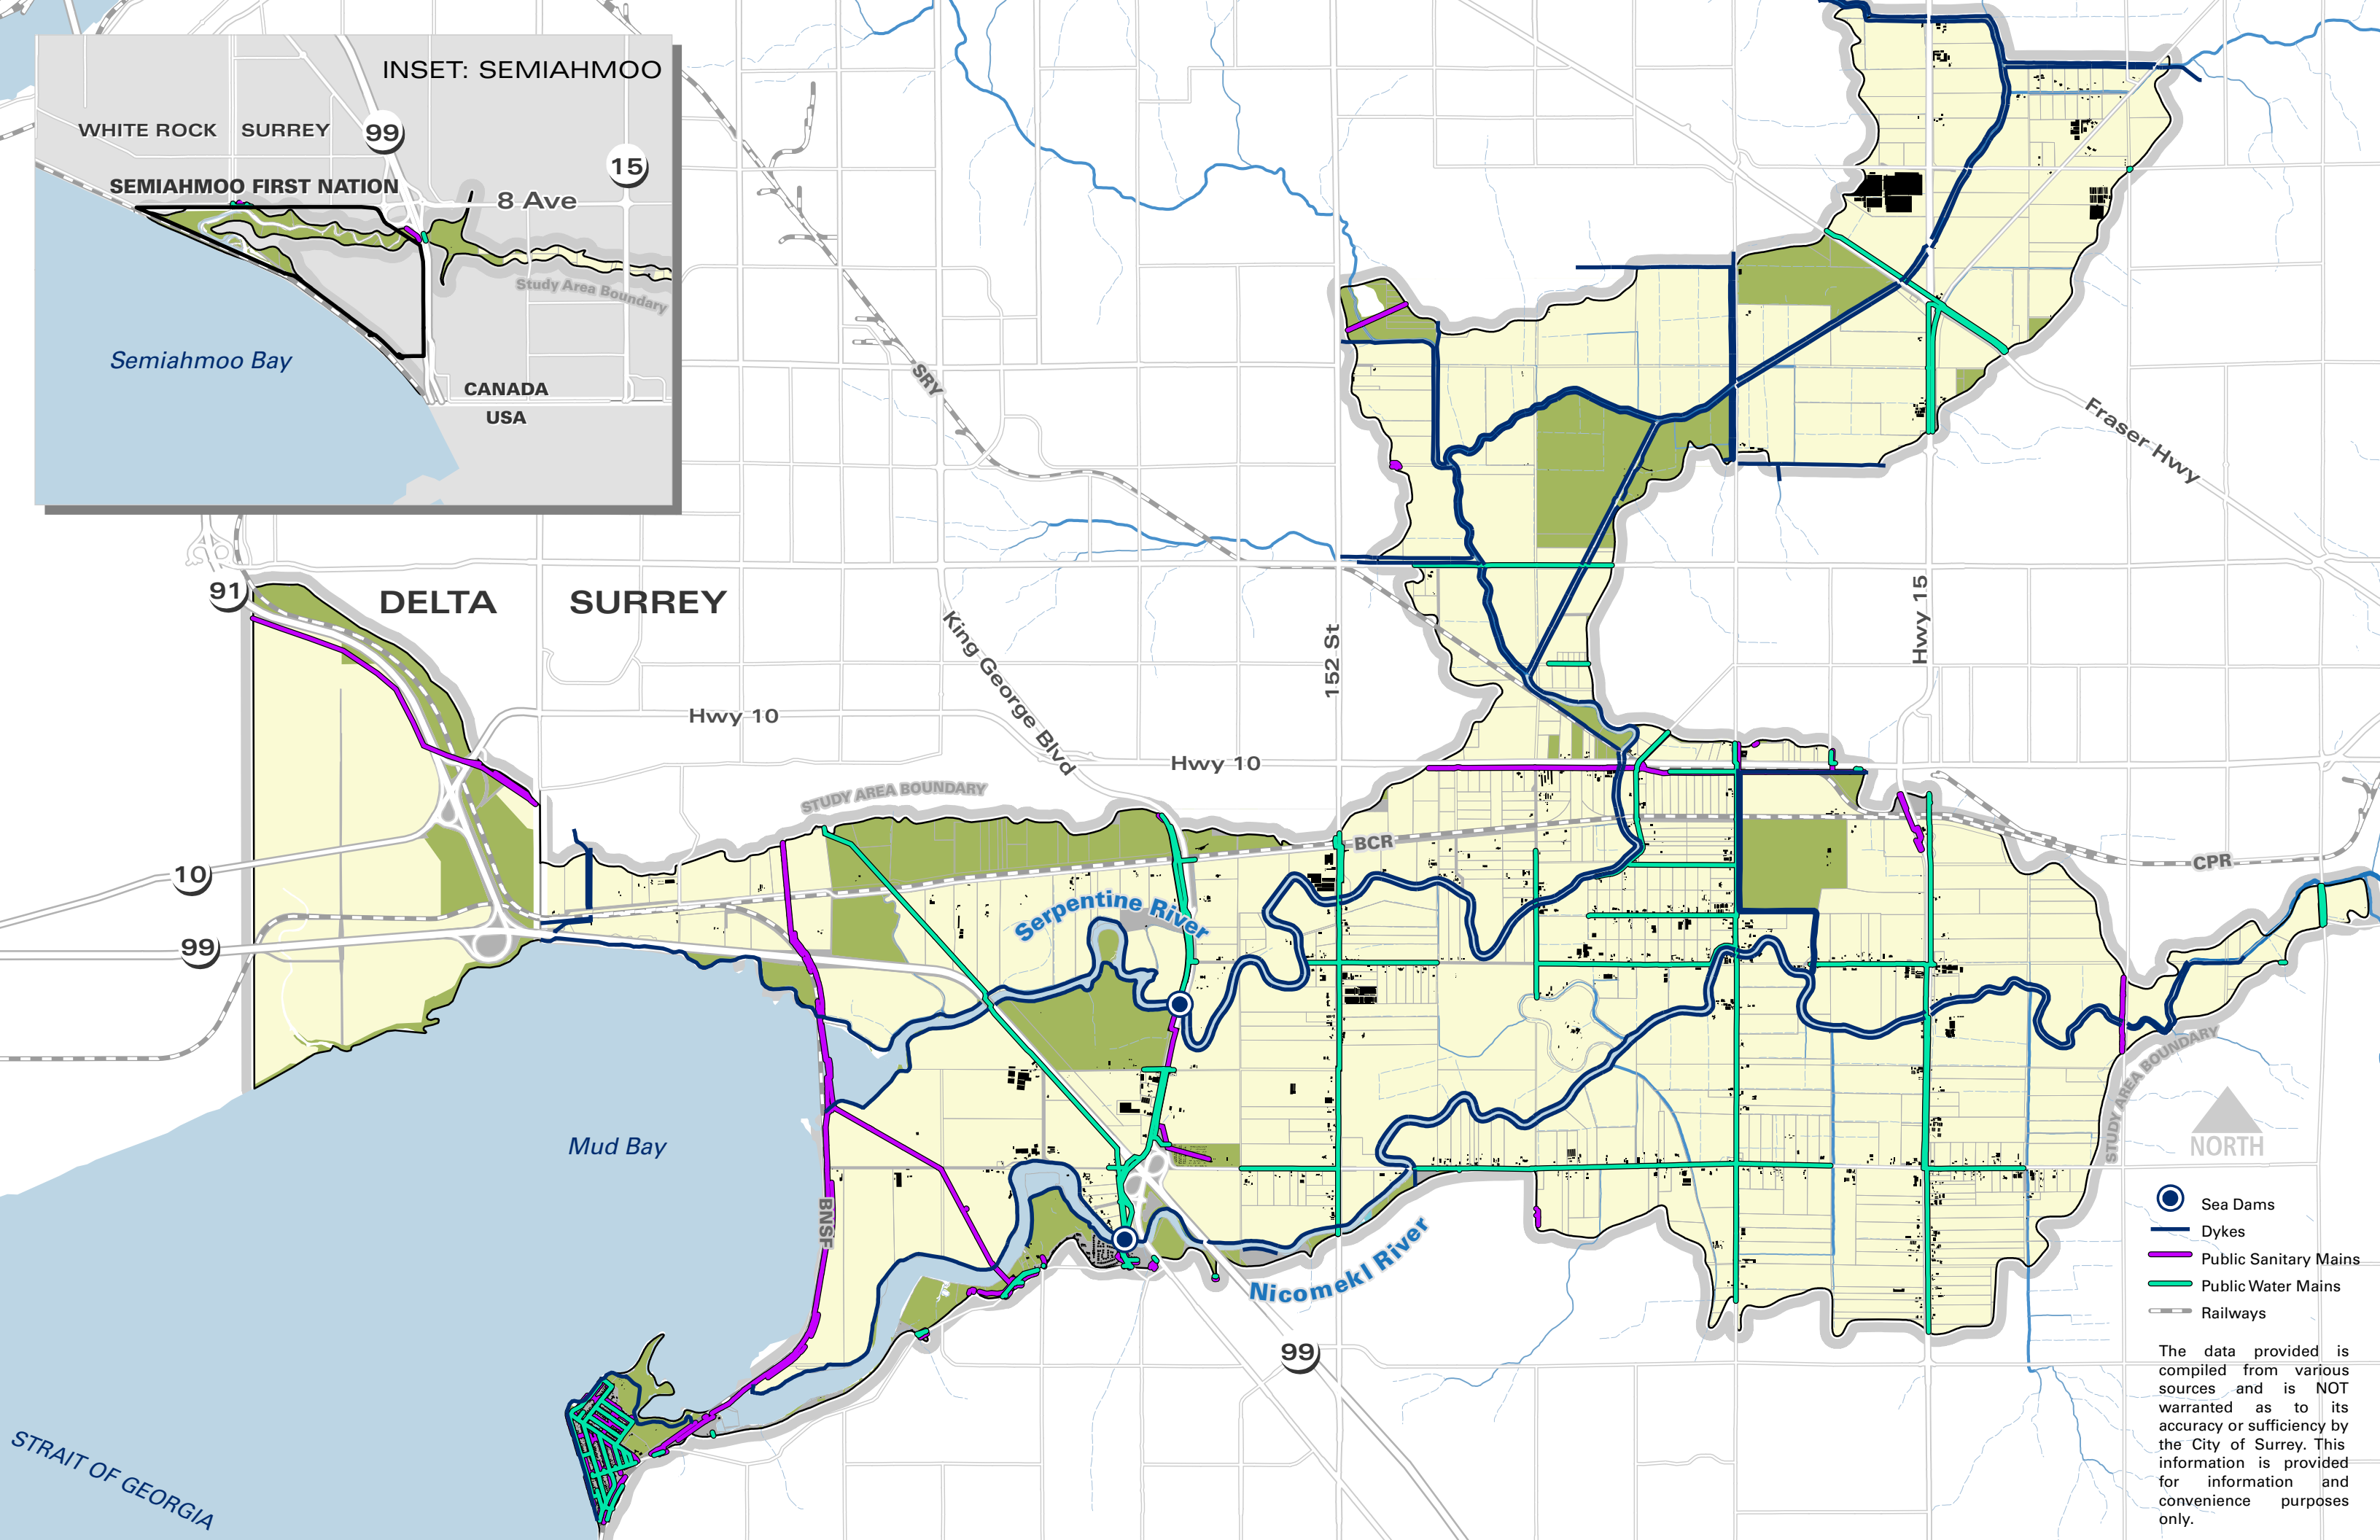 INSET: SEMIAHMOO
WHITE ROCK
SURREY
99
15
SEMIAHMOO FIRST NATION
8 Ave
Study Area Boundary
Semiahmoo Bay
CANADA
USA
SRY
Fraser Hwy
91
DELTA
SURREY
King George Blvd
152 St
Hwy 15
Hwy 10
Hwy 10
STUDY AREA BOUNDARY
BCR
CPR
10
99
Serpentine River
Mud Bay
BNSF
STUDY AREA BOUNDARY
NORTH
Nicomekl River
99
STRAIT OF GEORGIA
Sea Dams
Dykes
Public Sanitary Mains
Public Water Mains
Railways
The data provided is
compiled from various
sources and is NOT
warranted as to its
accuracy or sufficiency by
the City of Surrey. This
information is provided
for information and
convenience purposes
only.